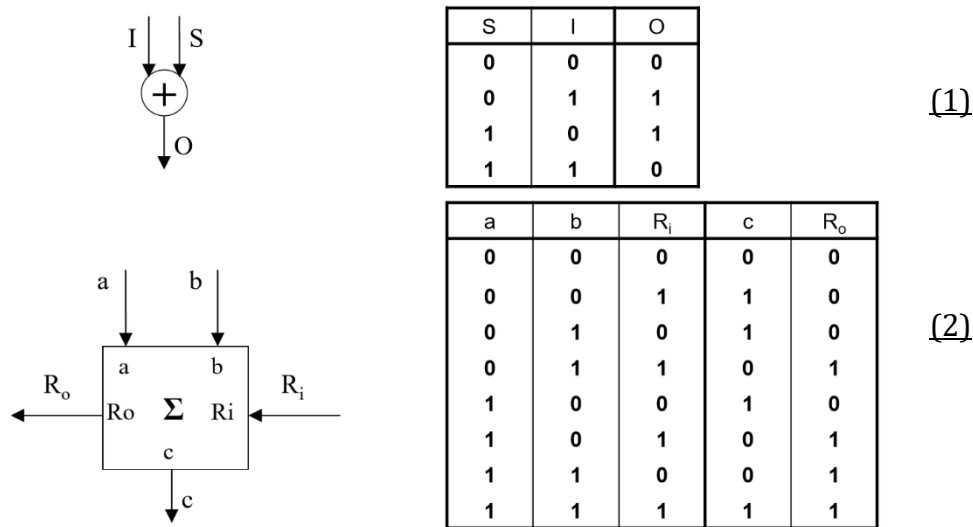 I S
+
O
S I O
0 0 0
0 1 1
1 0 1
1 1 0
(1)
a b
a b
Ro Ro Σ Ri Ri
c
c
a b Ri c Ro
0 0 0 0 0
0 0 1 1 0
0 1 0 1 0
0 1 1 0 1
1 0 0 1 0
1 0 1 0 1
1 1 0 0 1
1 1 1 1 1
(2)